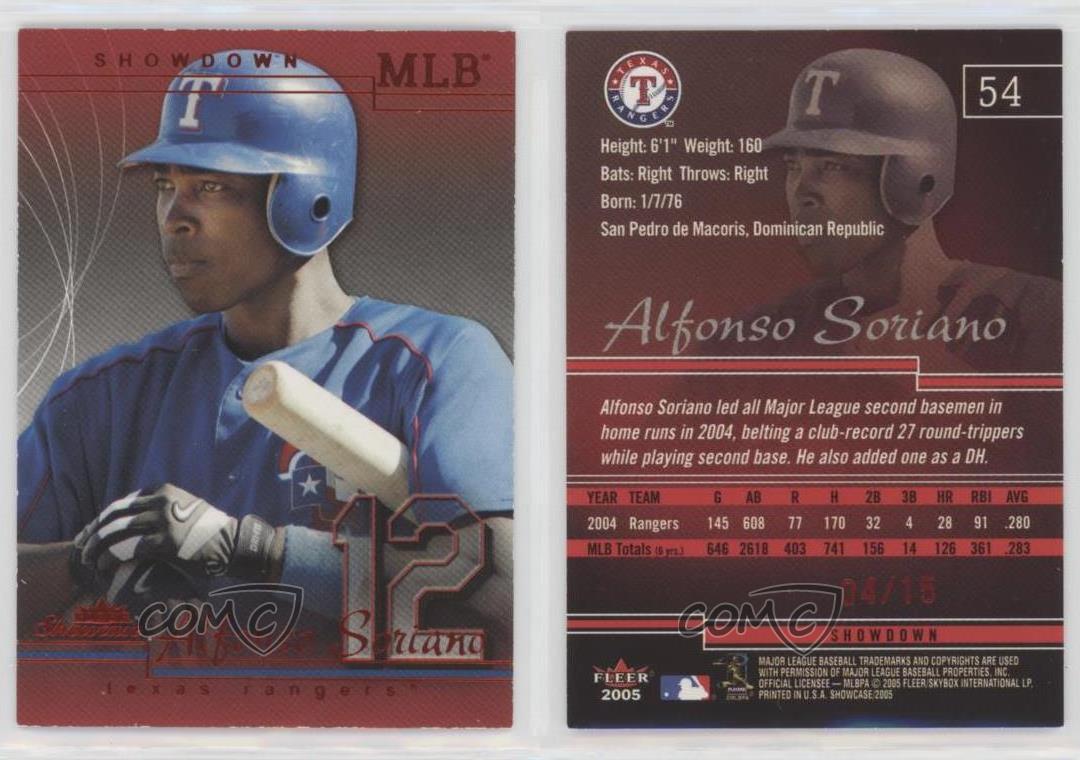 SHOWDOWN
MLB
T
12
Showcase
Alfonso Soriano
texas rangers
COMC
TEXAS
T
RANGERS
T
54
Height: 6'1" Weight: 160
Bats: Right Throws: Right
Born: 1/7/76
San Pedro de Macoris, Dominican Republic
Alfonso Soriano
Alfonso Soriano led all Major League second basemen in
home runs in 2004, belting a club-record 27 round-trippers
while playing second base. He also added one as a DH.
YEAR TEAM G AB R H 2B 3B HR RBI AVG
2004 Rangers 145 608 77 170 32 4 28 91 .280
MLB Totals (6 yrs.) 646 2618 403 741 156 14 126 361 .283
04/15
COMC
SHOWDOWN
FLEER
2005
MAJOR LEAGUE BASEBALL TRADEMARKS AND COPYRIGHTS ARE USED
WITH PERMISSION OF MAJOR LEAGUE BASEBALL PROPERTIES, INC.
OFFICIAL LICENSEE – MLBPA © 2005 FLEER/SKYBOX INTERNATIONAL LP.
PRINTED IN U.S.A. SHOWCASE/2005